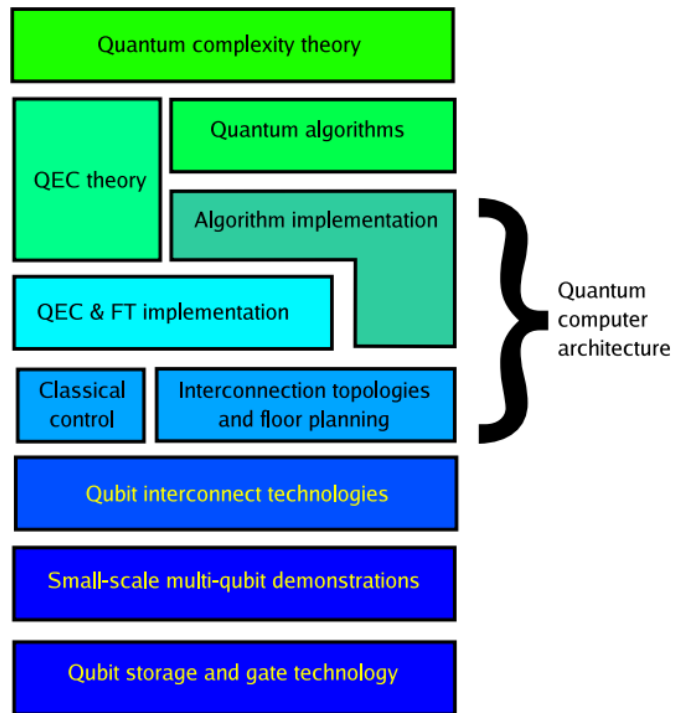 Quantum complexity theory
Quantum algorithms
QEC theory
Algorithm implementation
QEC & FT implementation
Quantum
computer
architecture
Classical
control
Interconnection topologies
and floor planning
Qubit interconnect technologies
Small-scale multi-qubit demonstrations
Qubit storage and gate technology